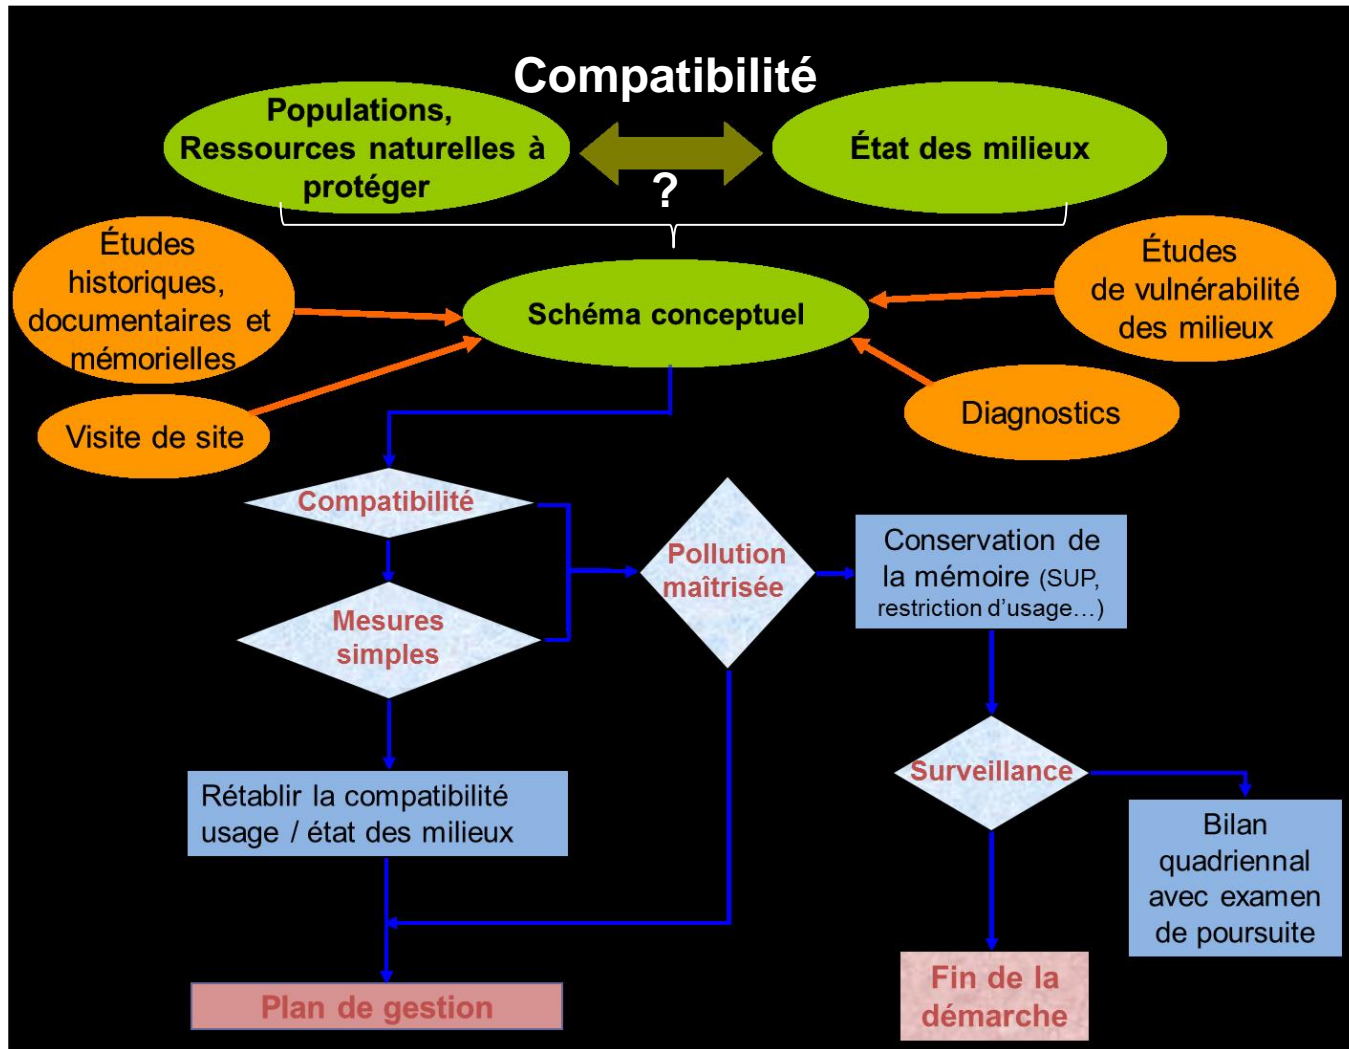 Compatibilité
Populations,
Ressources naturelles à
protéger
?
État des milieux
Études
historiques,
documentaires et
mémorielles
Schéma conceptuel
Études
de vulnérabilité
des milieux
Visite de site
Diagnostics
Compatibilité
Mesures
simples
Pollution
maîtrisée
Conservation de
la mémoire (SUP,
restriction d'usage…)
Rétablir la compatibilité
usage / état des milieux
Surveillance
Bilan
quadriennal
avec examen
de poursuite
Plan de gestion
Fin de la
démarche